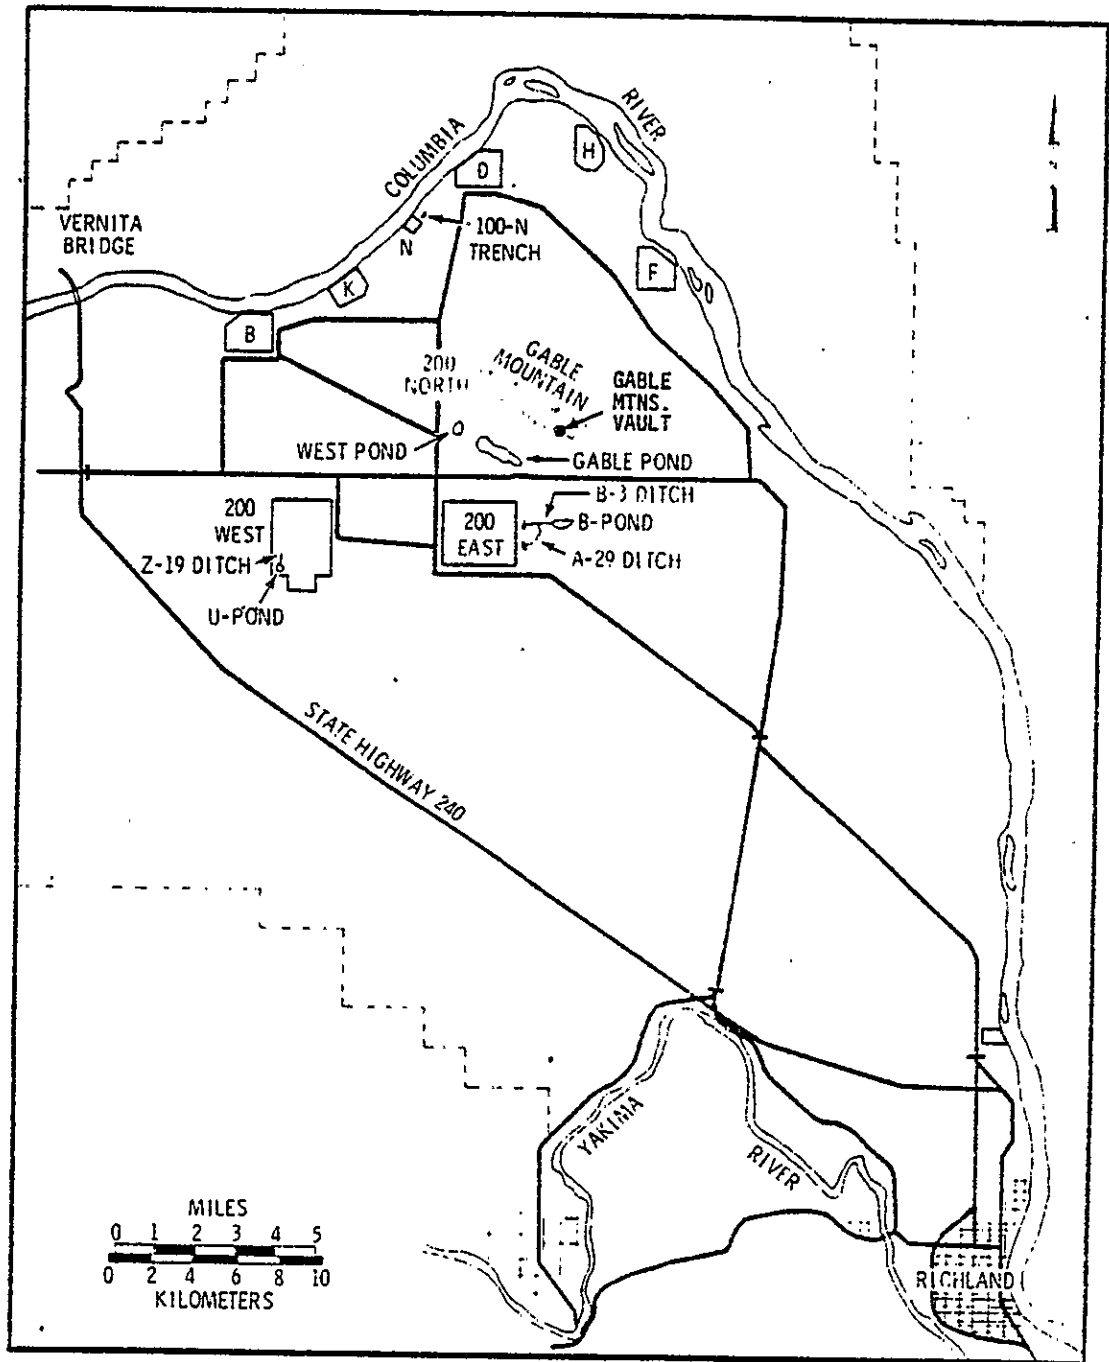 COLUMBIA
RIVER
H
D
VERNITA
BRIDGE
100-N
TRENCH
N
F
K
B
GABLE
MOUNTAIN
200
NORTH
GABLE
MTNS.
VAULT
WEST POND
GABLE POND
B-3 DITCH
200
WEST
200
EAST
B-POND
A-29 DITCH
Z-19 DITCH
U-POND
STATE HIGHWAY 240
YAKIMA
RIVER
MILES
0 1 2 3 4 5
0 2 4 6 8 10
KILOMETERS
RICHLAND